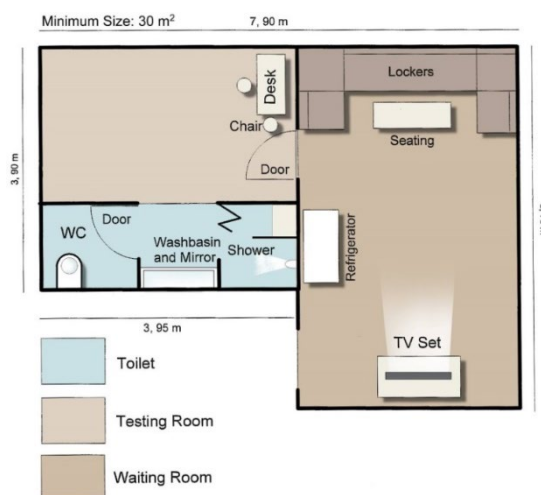 Minimum Size: 30 m²
7, 90 m
Lockers
Desk
Seating
Chair
Door
3, 90 m
Door
WC
Washbasin
and Mirror
Shower
Refrigerator
3, 95 m
TV Set
Toilet
Testing Room
Waiting Room